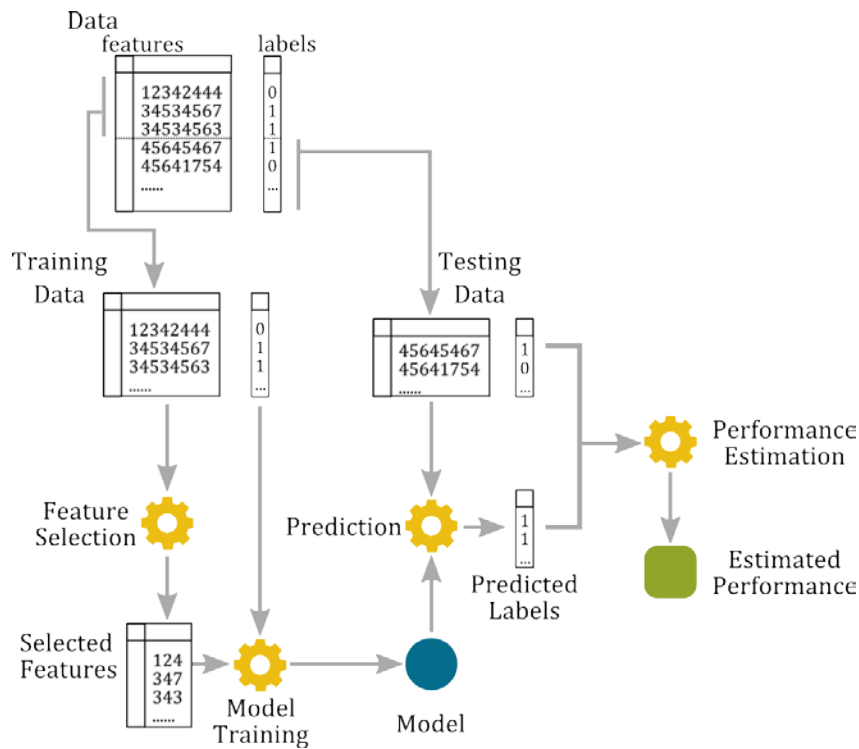 Data
features
labels
12342444
34534567
34534563
45645467
45641754
......
0
1
1
1
0
...
Training
Data
12342444
34534567
34534563
......
0
1
1
...
Testing
Data
45645467
45641754
......
1
0
...
Feature
Selection
Prediction
1
1
...
Predicted
Labels
Performance
Estimation
Estimated
Performance
Selected
Features
124
347
343
......
Model
Training
Model